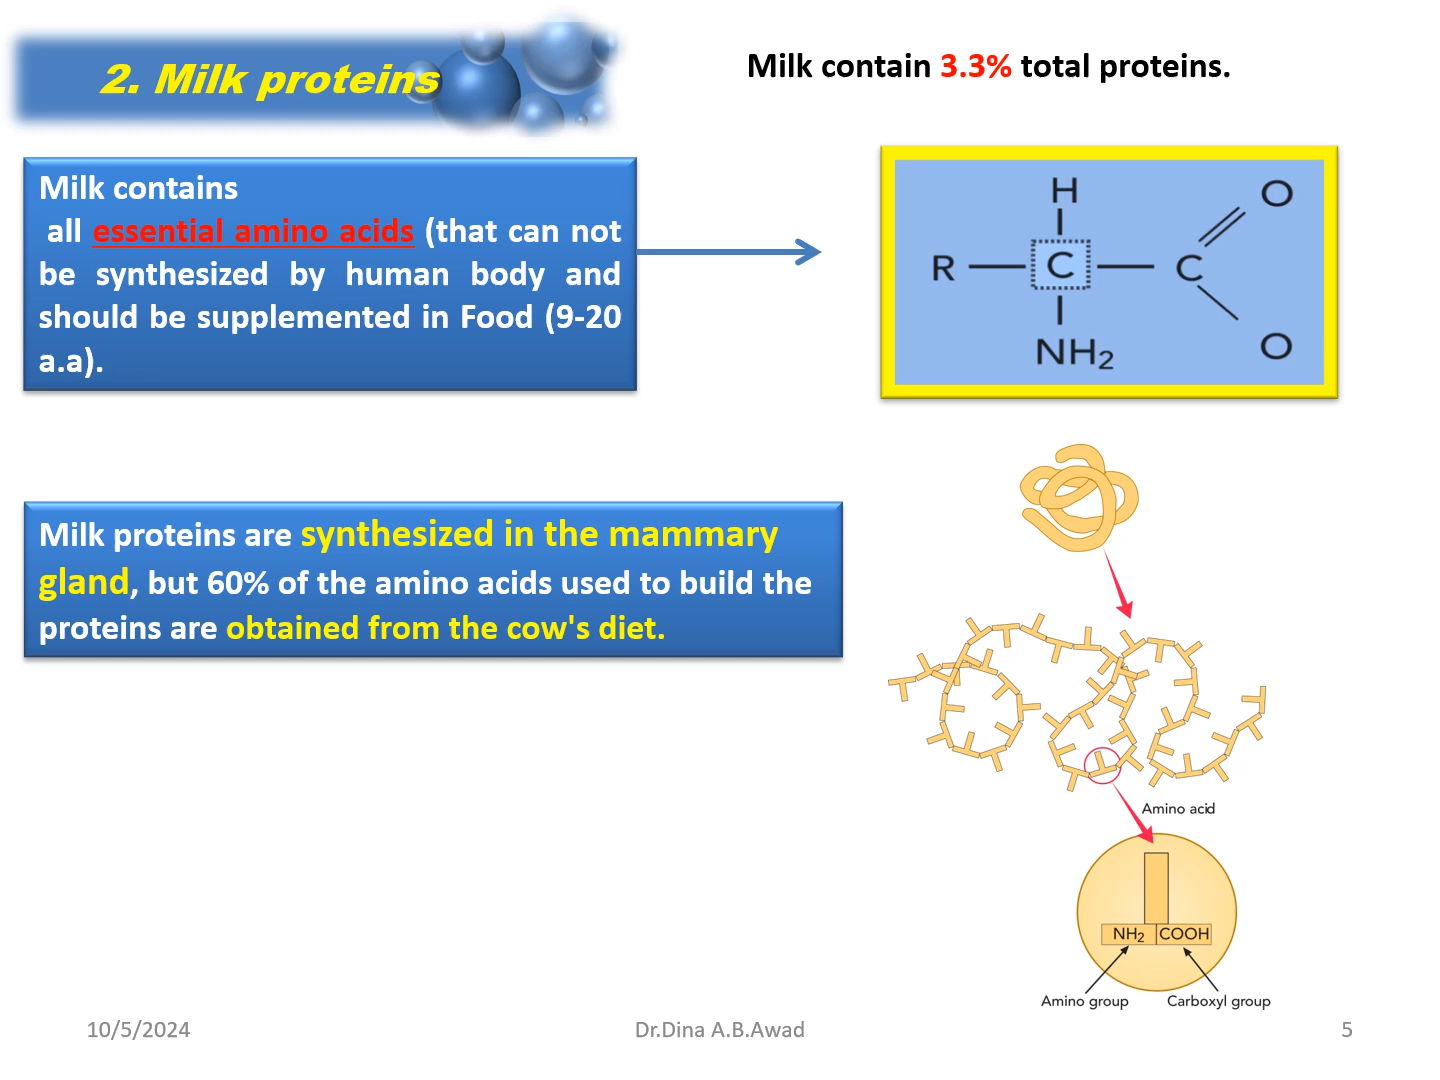 2. Milk proteins
Milk contain 3.3% total proteins.
Milk contains
all essential amino acids (that can not
be synthesized by human body and
should be supplemented in Food (9-20
a.a).
H
O
R C C
NH2
O
Milk proteins are synthesized in the mammary
gland, but 60% of the amino acids used to build the
proteins are obtained from the cow's diet.
Amino acid
NH2 COOH
Amino group Carboxyl group
10/5/2024 Dr.Dina A.B.Awad 5